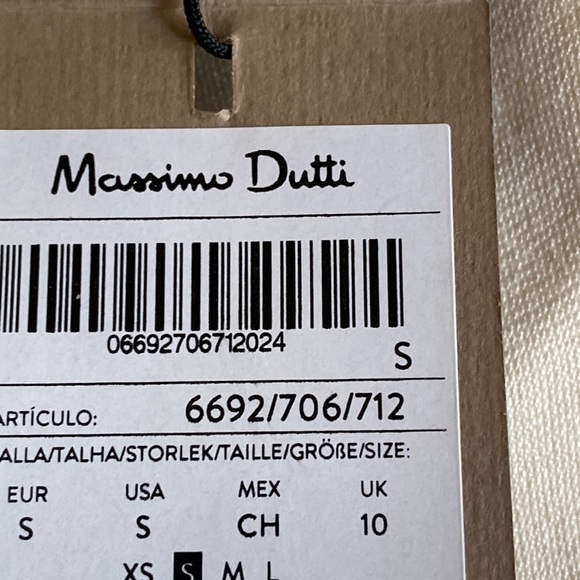 Massimo Dutti
06692706712024
S
ARTÍCULO: 6692/706/712
ALLA/TALHA/STORLEK/TAILLE/GRÖßE/SIZE:
EUR USA MEX UK
S S CH 10
XS S M L